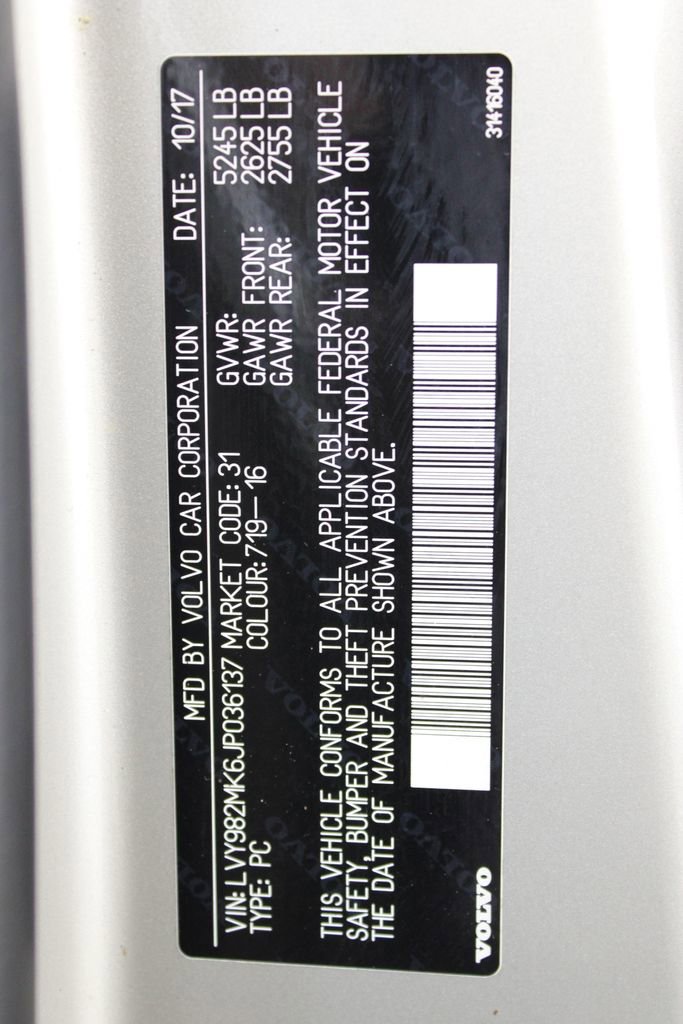 MFD BY VOLVO CAR CORPORATION DATE: 10/17
VIN: LVY982MK6JP036137 MARKET CODE: 31 GVWR: 5245 LB
TYPE: PC COLOUR: 719—16 GAWR FRONT: 2625 LB
GAWR REAR: 2755 LB
THIS VEHICLE CONFORMS TO ALL APPLICABLE FEDERAL MOTOR VEHICLE
SAFETY, BUMPER AND THEFT PREVENTION STANDARDS IN EFFECT ON
THE DATE OF MANUFACTURE SHOWN ABOVE.
VOLVO 31416040